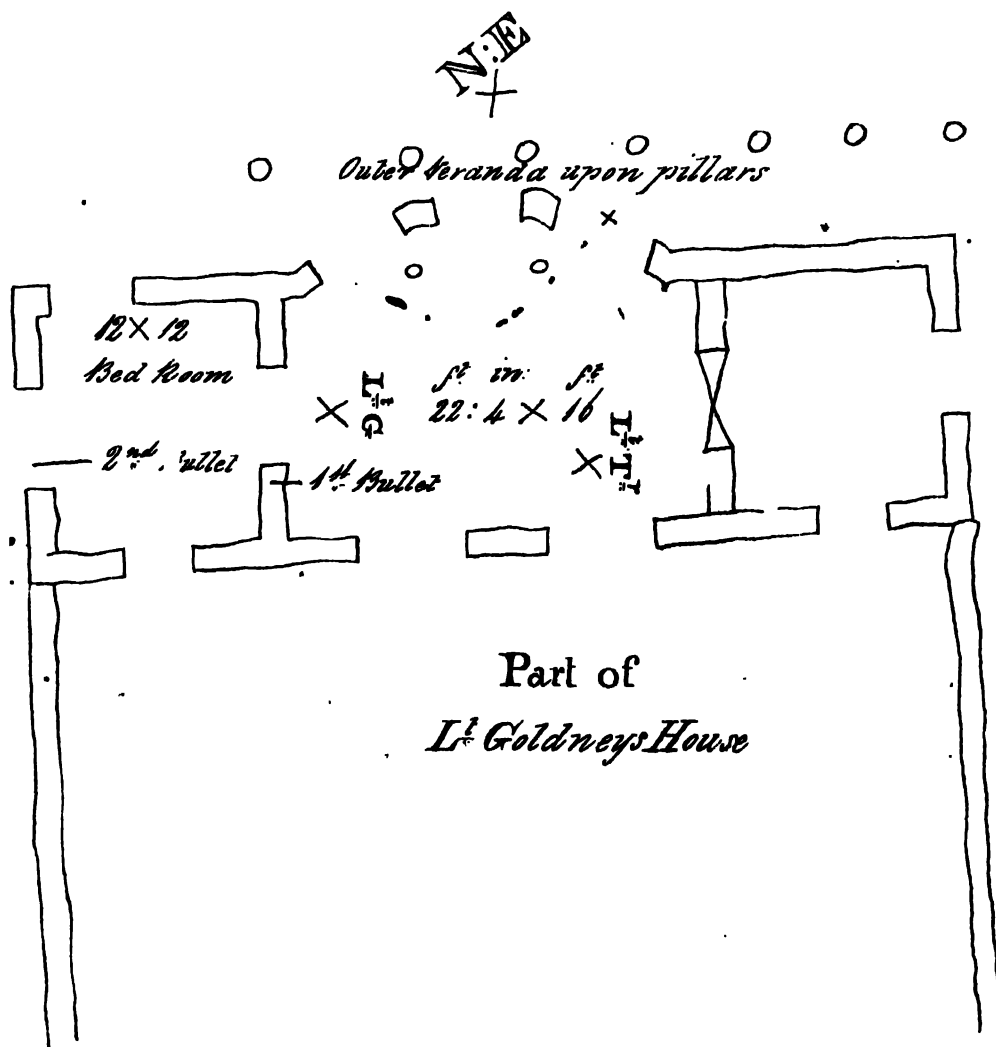 N:E
Outer Veranda upon pillars
12 × 12
Bed Room
Lt G
ft in: ft
22:4 × 16
Lt Tr
2nd
1st Bullet
Part of
Lt Goldneys House